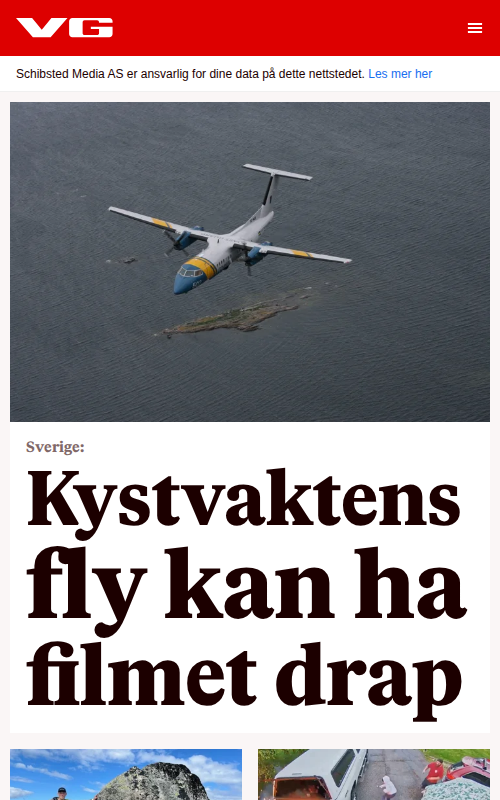 VG
Schibsted Media AS er ansvarlig for dine data på dette nettstedet. Les mer her
Sverige:
Kystvaktens
fly kan ha
filmet drap